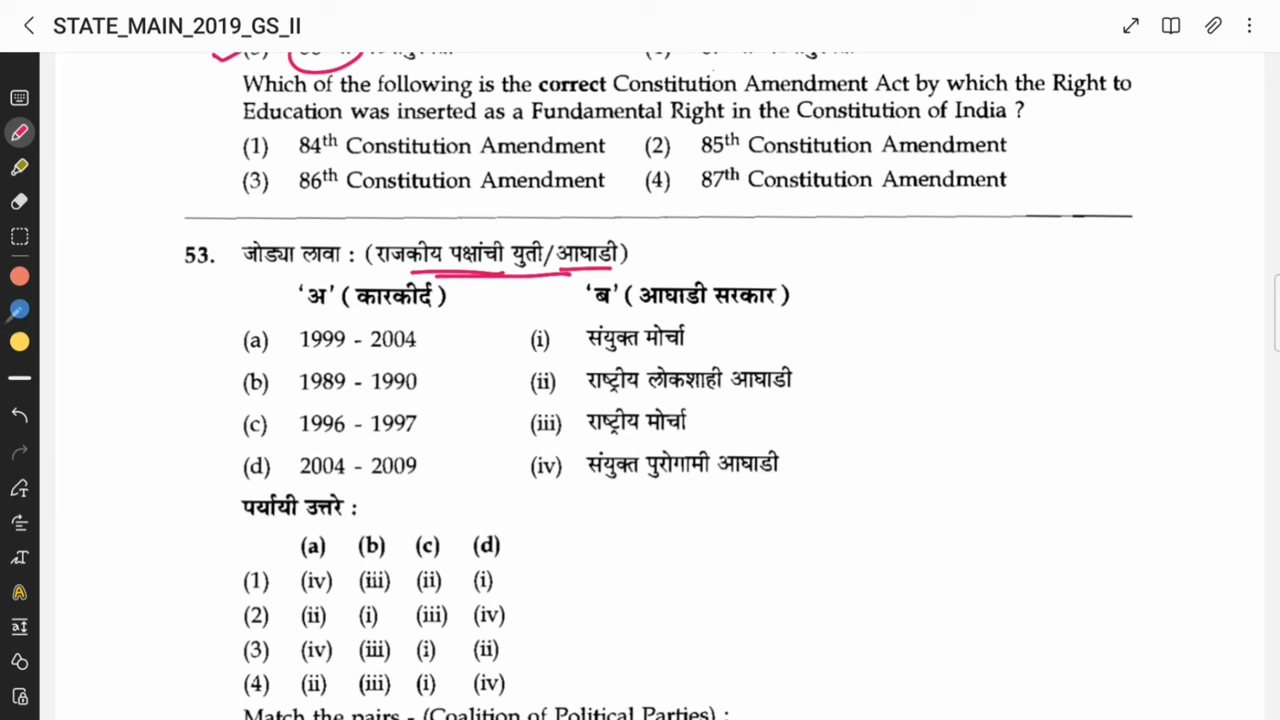 STATE_MAIN_2019_GS_II
Which of the following is the correct Constitution Amendment Act by which the Right to
Education was inserted as a Fundamental Right in the Constitution of India ?
(1) 84th Constitution Amendment (2) 85th Constitution Amendment
(3) 86th Constitution Amendment (4) 87th Constitution Amendment
53. जोड्या लावा : (राजकीय पक्षांची युती/आघाडी)
'अ' (कारकीर्द) 'ब' (आघाडी सरकार)
(a) 1999 - 2004 (i) संयुक्त मोर्चा
(b) 1989 - 1990 (ii) राष्ट्रीय लोकशाही आघाडी
(c) 1996 - 1997 (iii) राष्ट्रीय मोर्चा
(d) 2004 - 2009 (iv) संयुक्त पुरोगामी आघाडी
पर्यायी उत्तरे :
(a) (b) (c) (d)
(1) (iv) (iii) (ii) (i)
(2) (ii) (i) (iii) (iv)
(3) (iv) (iii) (i) (ii)
(4) (ii) (iii) (i) (iv)
Match the pairs - (Coalition of Political Parties) :